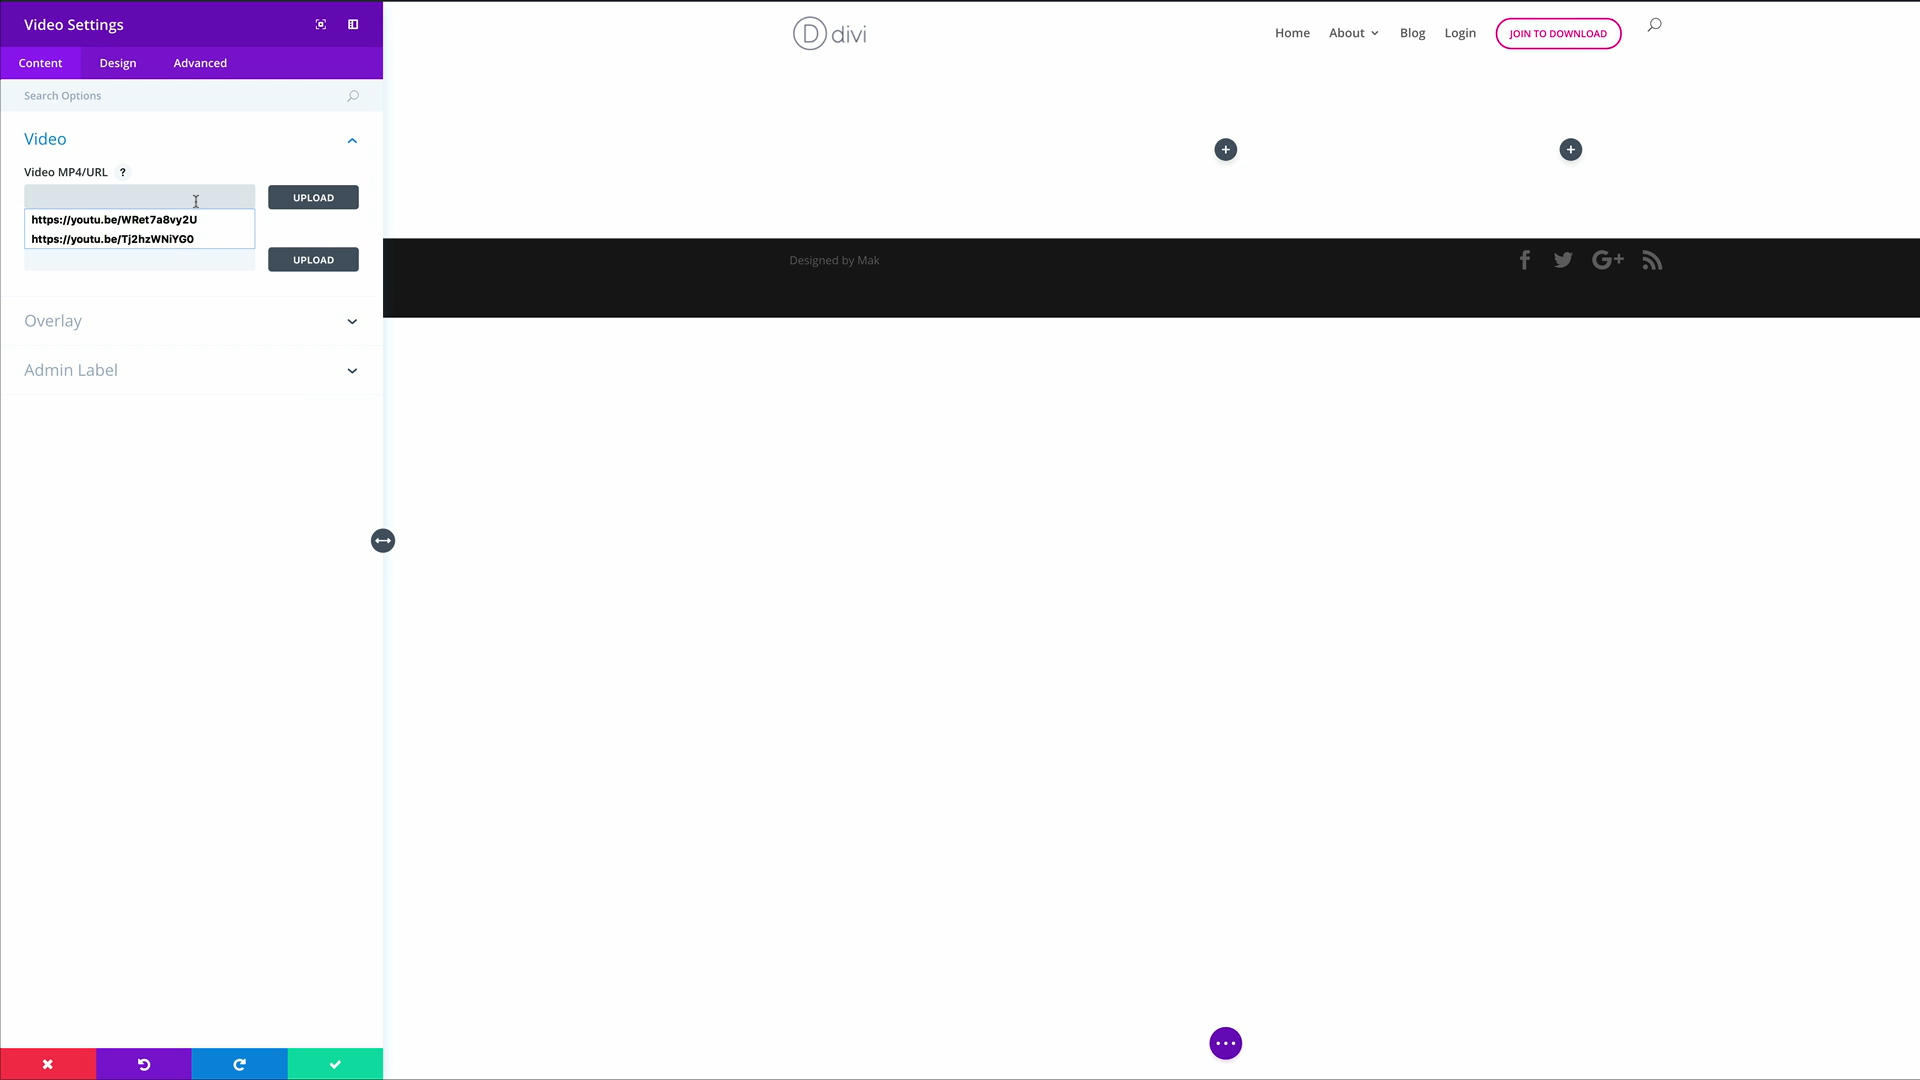 Video Settings
Content Design Advanced
Search Options
Video
Video MP4/URL ?
UPLOAD
https://youtu.be/WRet7a8vy2U
https://youtu.be/Tj2hzWNiYG0
UPLOAD
Overlay
Admin Label
D divi
Home About Blog Login JOIN TO DOWNLOAD
Designed by Mak